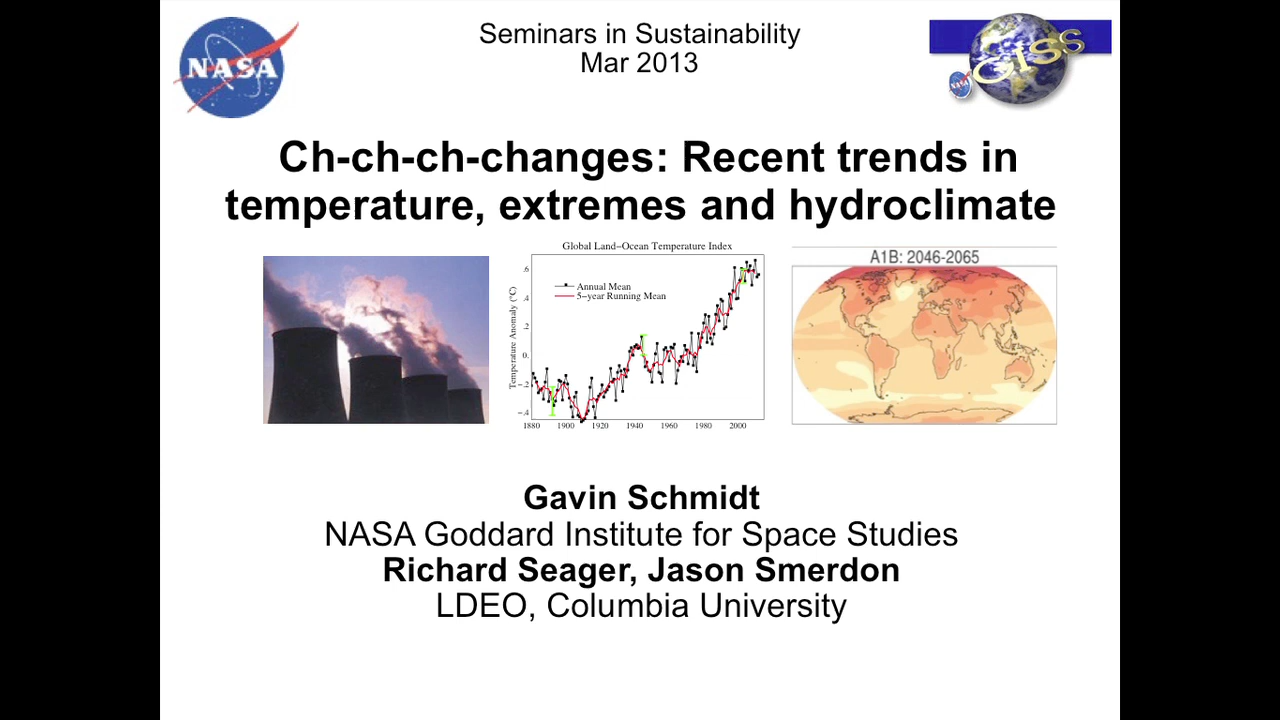 NASA
Seminars in Sustainability
Mar 2013
GISS
NASA
Ch-ch-ch-changes: Recent trends in
temperature, extremes and hydroclimate
Global Land−Ocean Temperature Index
Temperature Anomaly (°C)
.6
.4
.2
0.
−.2
−.4
Annual Mean
5−year Running Mean
1880 1900 1920 1940 1960 1980 2000
A1B: 2046-2065
Gavin Schmidt
NASA Goddard Institute for Space Studies
Richard Seager, Jason Smerdon
LDEO, Columbia University